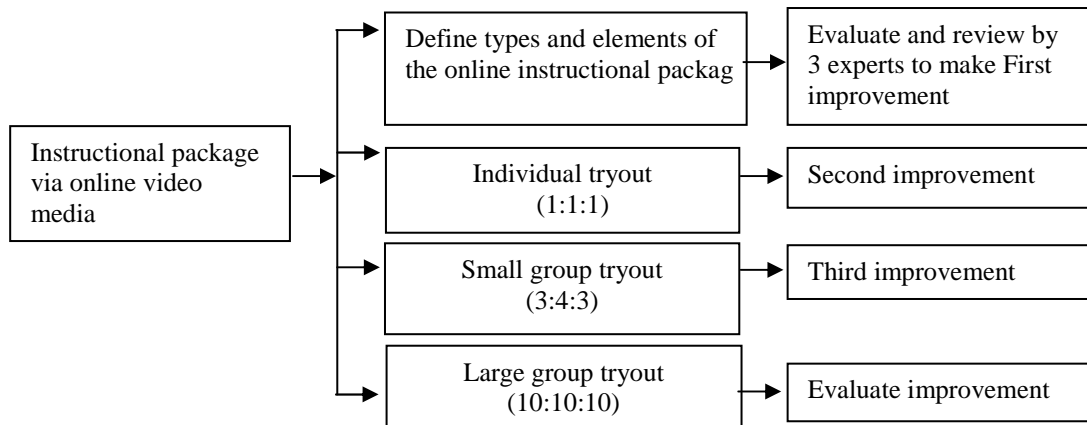 Define types and elements of
the online instructional packag
Evaluate and review by
3 experts to make First
improvement
Instructional package
via online video
media
Individual tryout
(1:1:1)
Second improvement
Small group tryout
(3:4:3)
Third improvement
Large group tryout
(10:10:10)
Evaluate improvement